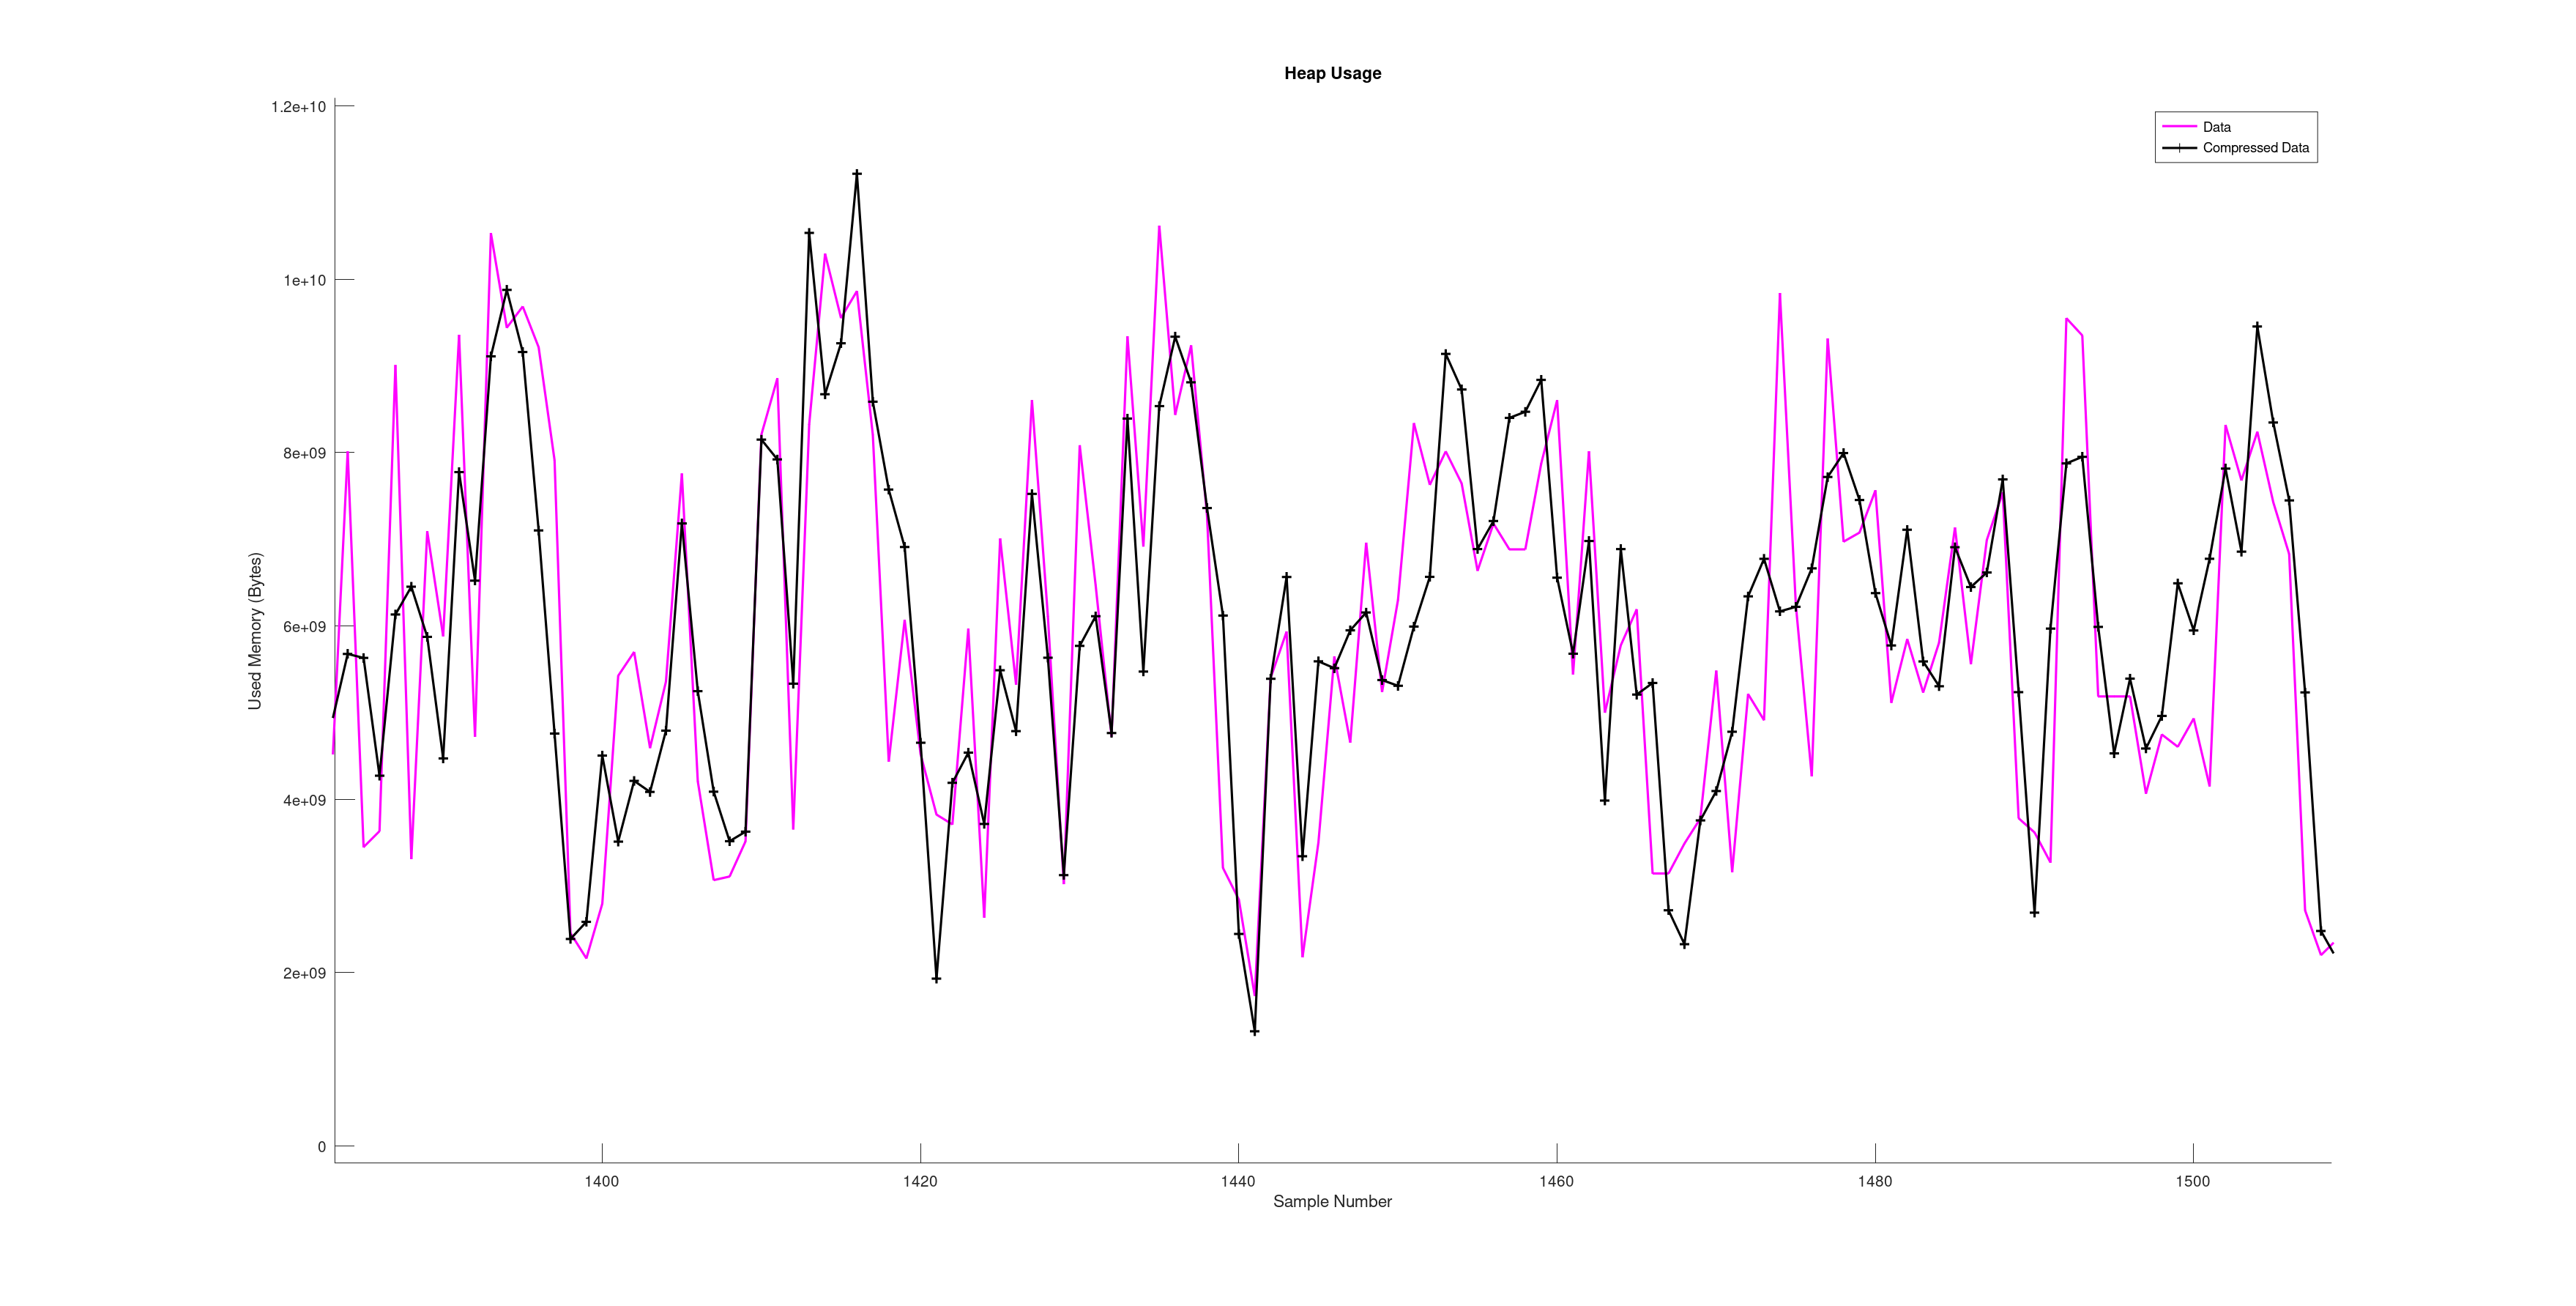 Heap Usage
1.2e+10
1e+10
8e+09
6e+09
4e+09
2e+09
0
Used Memory (Bytes)
Data
Compressed Data
1400 1420 1440 1460 1480 1500
Sample Number